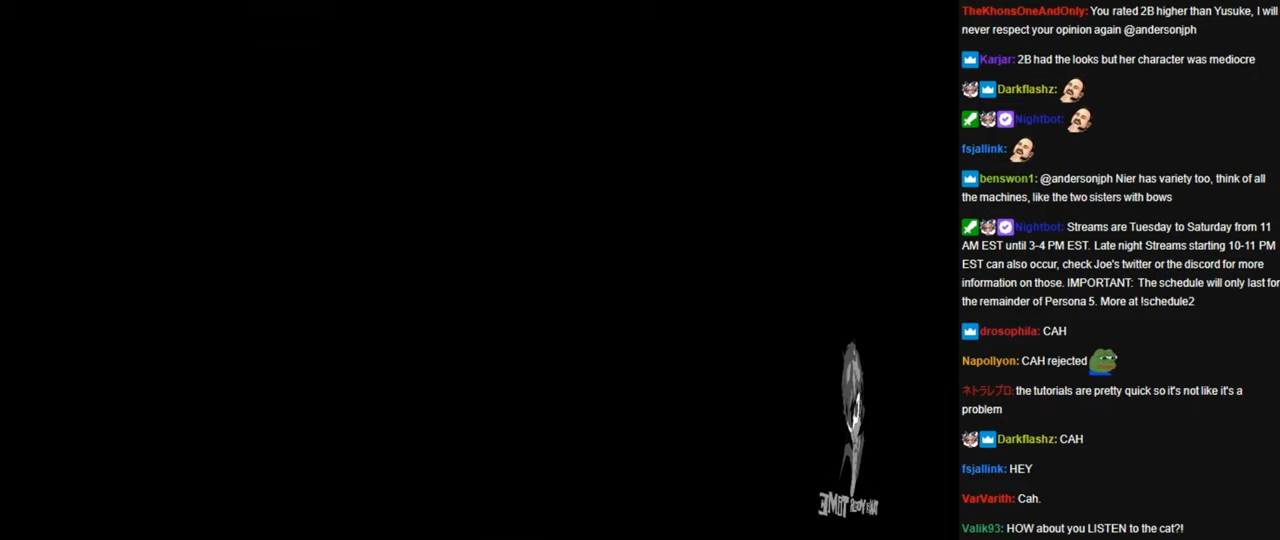 TheKhonsOneAndOnly: You rated 2B higher than Yusuke, I will
never respect your opinion again @andersonjph
Karjar: 2B had the looks but her character was mediocre
Darkflashz:
Nightbot:
fsjallink:
benswon1: @andersonjph Nier has variety too, think of all
the machines, like the two sisters with bows
Nightbot: Streams are Tuesday to Saturday from 11
AM EST until 3-4 PM EST. Late night Streams starting 10-11 PM
EST can also occur, check Joe's twitter or the discord for more
information on those. IMPORTANT: The schedule will only last for
the remainder of Persona 5. More at !schedule2
drosophila: CAH
Napollyon: CAH rejected
ネトラレプロ: the tutorials are pretty quick so it's not like it's a
problem
Darkflashz: CAH
fsjallink: HEY
VarVarith: Cah.
Valik93: HOW about you LISTEN to the cat?!